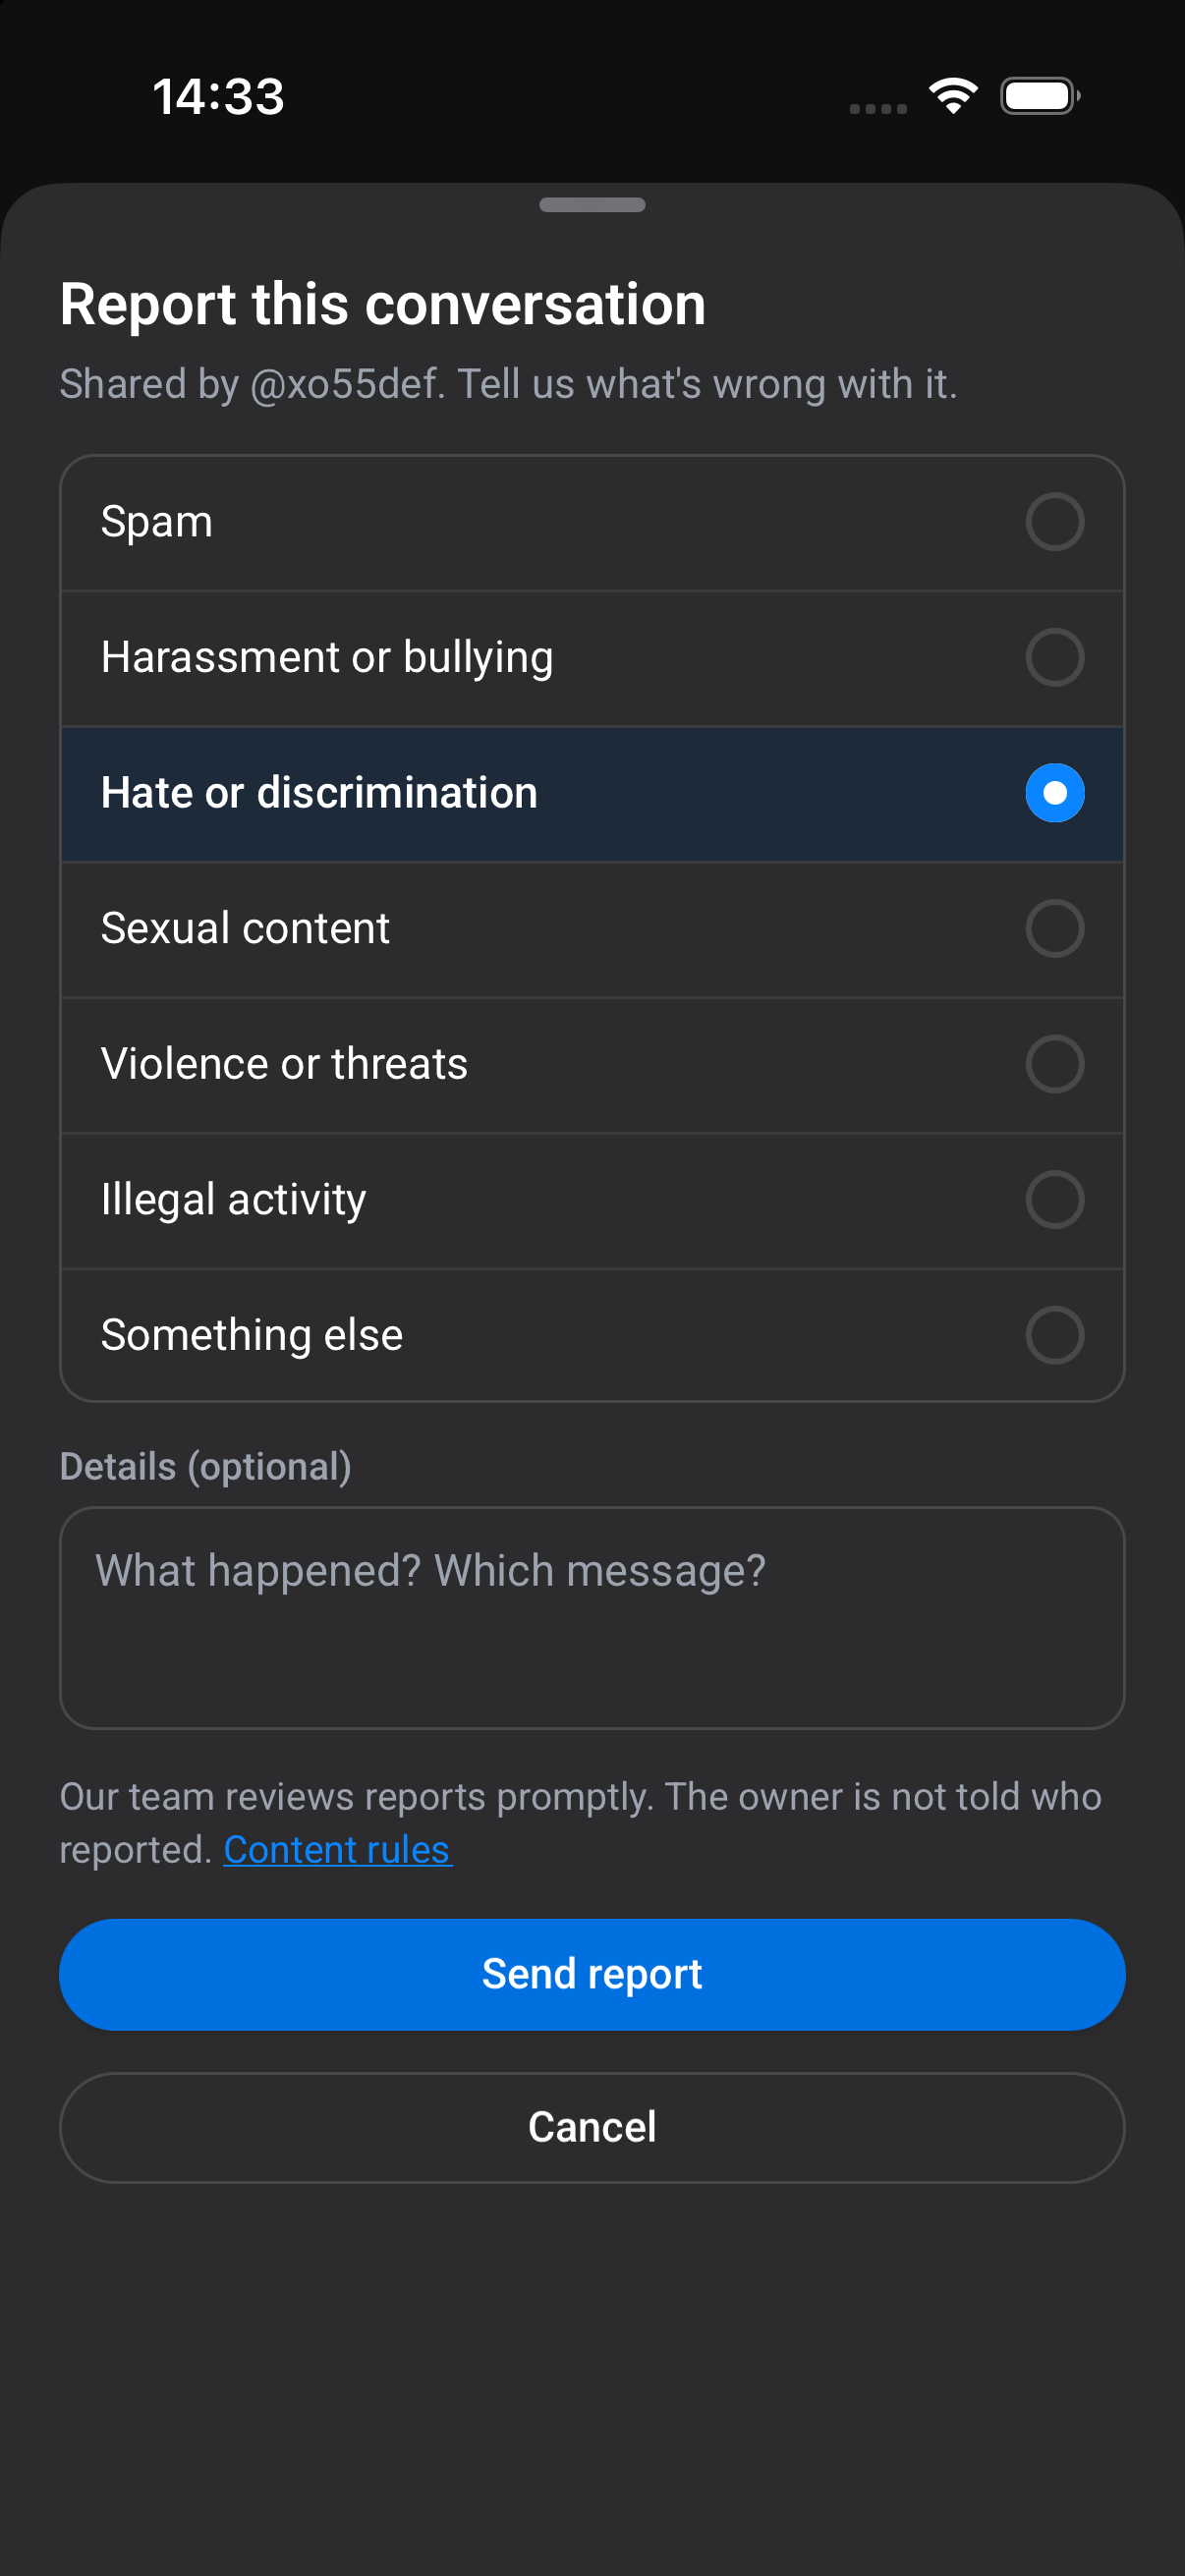 14:33
Report this conversation
Shared by @xo55def. Tell us what's wrong with it.
Spam
Harassment or bullying
Hate or discrimination
Sexual content
Violence or threats
Illegal activity
Something else
Details (optional)
What happened? Which message?
Our team reviews reports promptly. The owner is not told who
reported. Content rules
Send report
Cancel